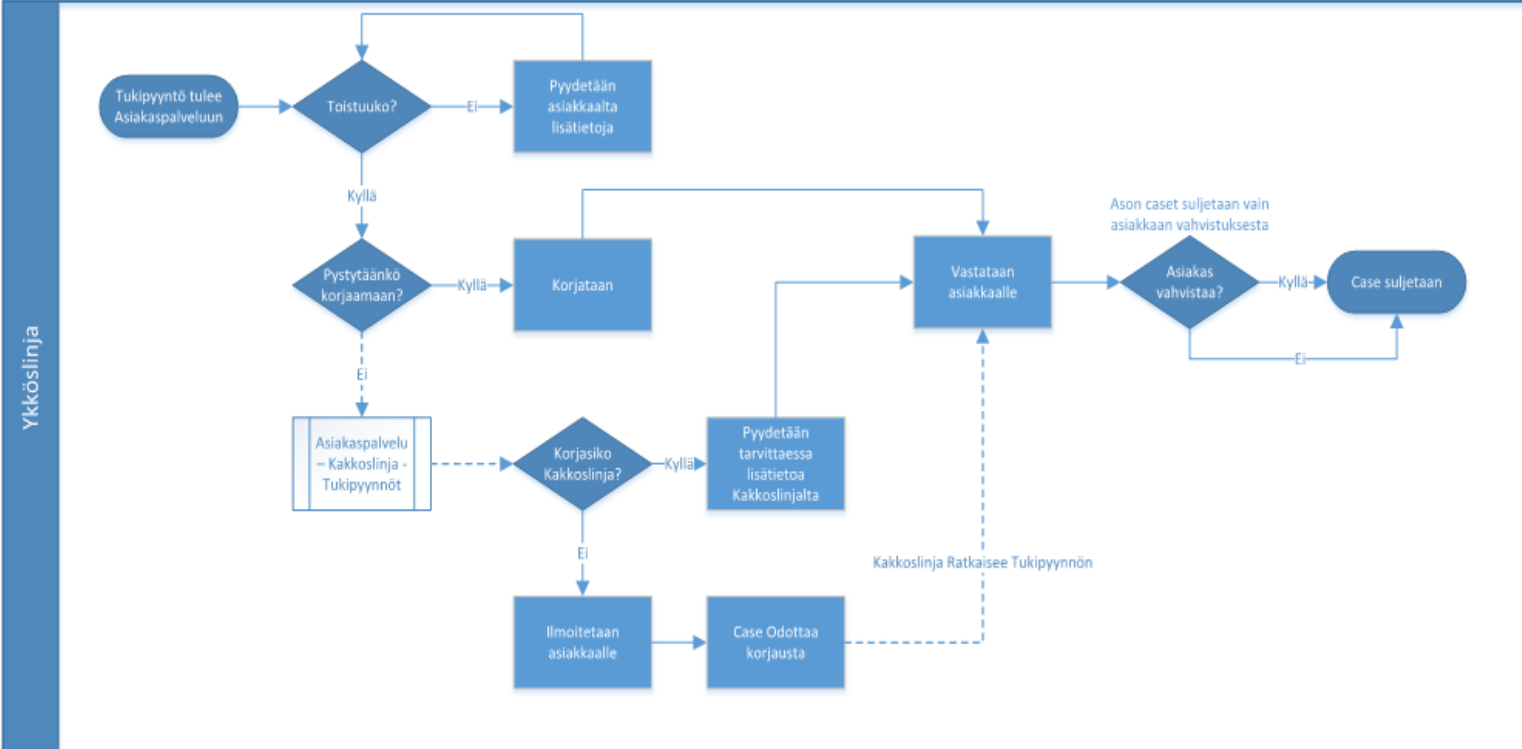 Ykköslinja
Tukipyyntö tulee
Asiakaspalveluun
Toistuuko?
Ei
Pyydetään
asiakkaalta
lisätietoja
Kyllä
Pystytäänkö
korjaamaan?
Kyllä
Korjataan
Vastataan
asiakkaalle
Ason caset suljetaan vain
asiakkaan vahvistuksesta
Asiakas
vahvistaa?
Kyllä
Case suljetaan
Ei
Ei
Asiakaspalvelu
– Kakkoslinja -
Tukipyynnöt
Korjasiko
Kakkoslinja?
Kyllä
Pyydetään
tarvittaessa
lisätietoa
Kakkoslinjalta
Ei
Kakkoslinja Ratkaisee Tukipyynnön
Ilmoitetaan
asiakkaalle
Case Odottaa
korjausta